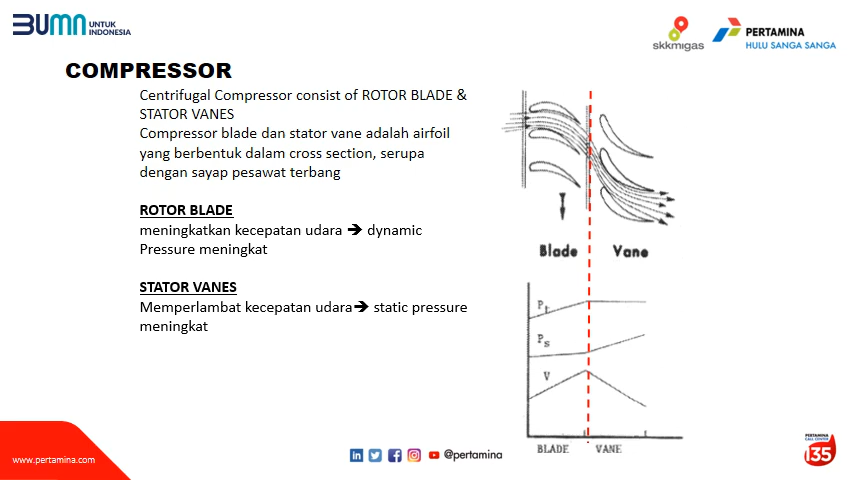 BUMN UNTUK
INDONESIA
skkmigas
PERTAMINA
HULU SANGA SANGA
COMPRESSOR
Centrifugal Compressor consist of ROTOR BLADE &
STATOR VANES
Compressor blade dan stator vane adalah airfoil
yang berbentuk dalam cross section, serupa
dengan sayap pesawat terbang
ROTOR BLADE
meningkatkan kecepatan udara ➔ dynamic
Pressure meningkat
STATOR VANES
Memperlambat kecepatan udara➔ static pressure
meningkat
Blade Vane
Pt
Ps
V
BLADE VANE
www.pertamina.com
@pertamina
PERTAMINA
CALL CENTER
135